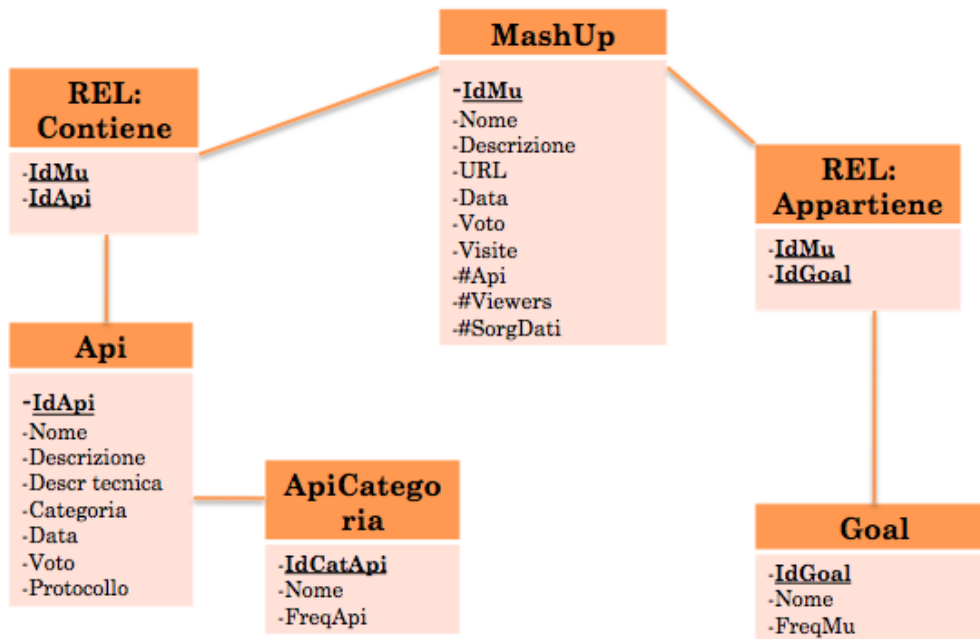 MashUp
-IdMu
-Nome
-Descrizione
-URL
-Data
-Voto
-Visite
-#Api
-#Viewers
-#SorgDati
REL:
Contiene
-IdMu
-IdApi
REL:
Appartiene
-IdMu
-IdGoal
Api
-IdApi
-Nome
-Descrizione
-Descr tecnica
-Categoria
-Data
-Voto
-Protocollo
ApiCatego
ria
-IdCatApi
-Nome
-FreqApi
Goal
-IdGoal
-Nome
-FreqMu